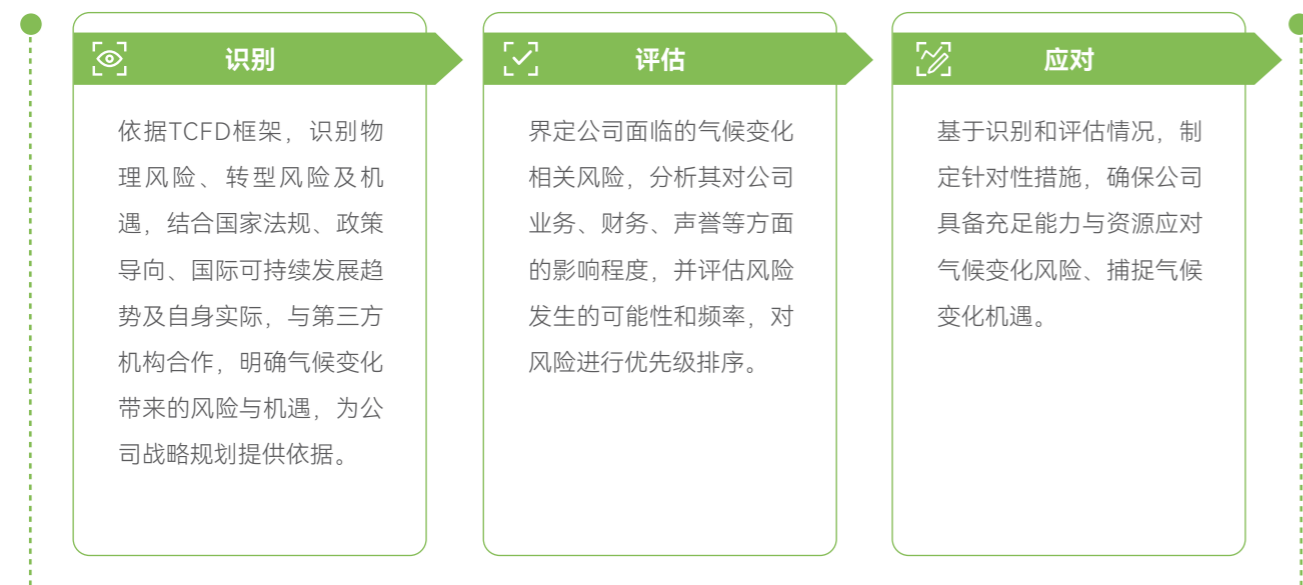 识别
依据TCFD框架，识别物
理风险、转型风险及机
遇，结合国家法规、政策
导向、国际可持续发展趋
势及自身实际，与第三方
机构合作，明确气候变化
带来的风险与机遇，为公
司战略规划提供依据。
评估
界定公司面临的气候变化
相关风险，分析其对公司
业务、财务、声誉等方面
的影响程度，并评估风险
发生的可能性和频率，对
风险进行优先级排序。
应对
基于识别和评估情况，制
定针对性措施，确保公司
具备充足能力与资源应对
气候变化风险、捕捉气候
变化机遇。